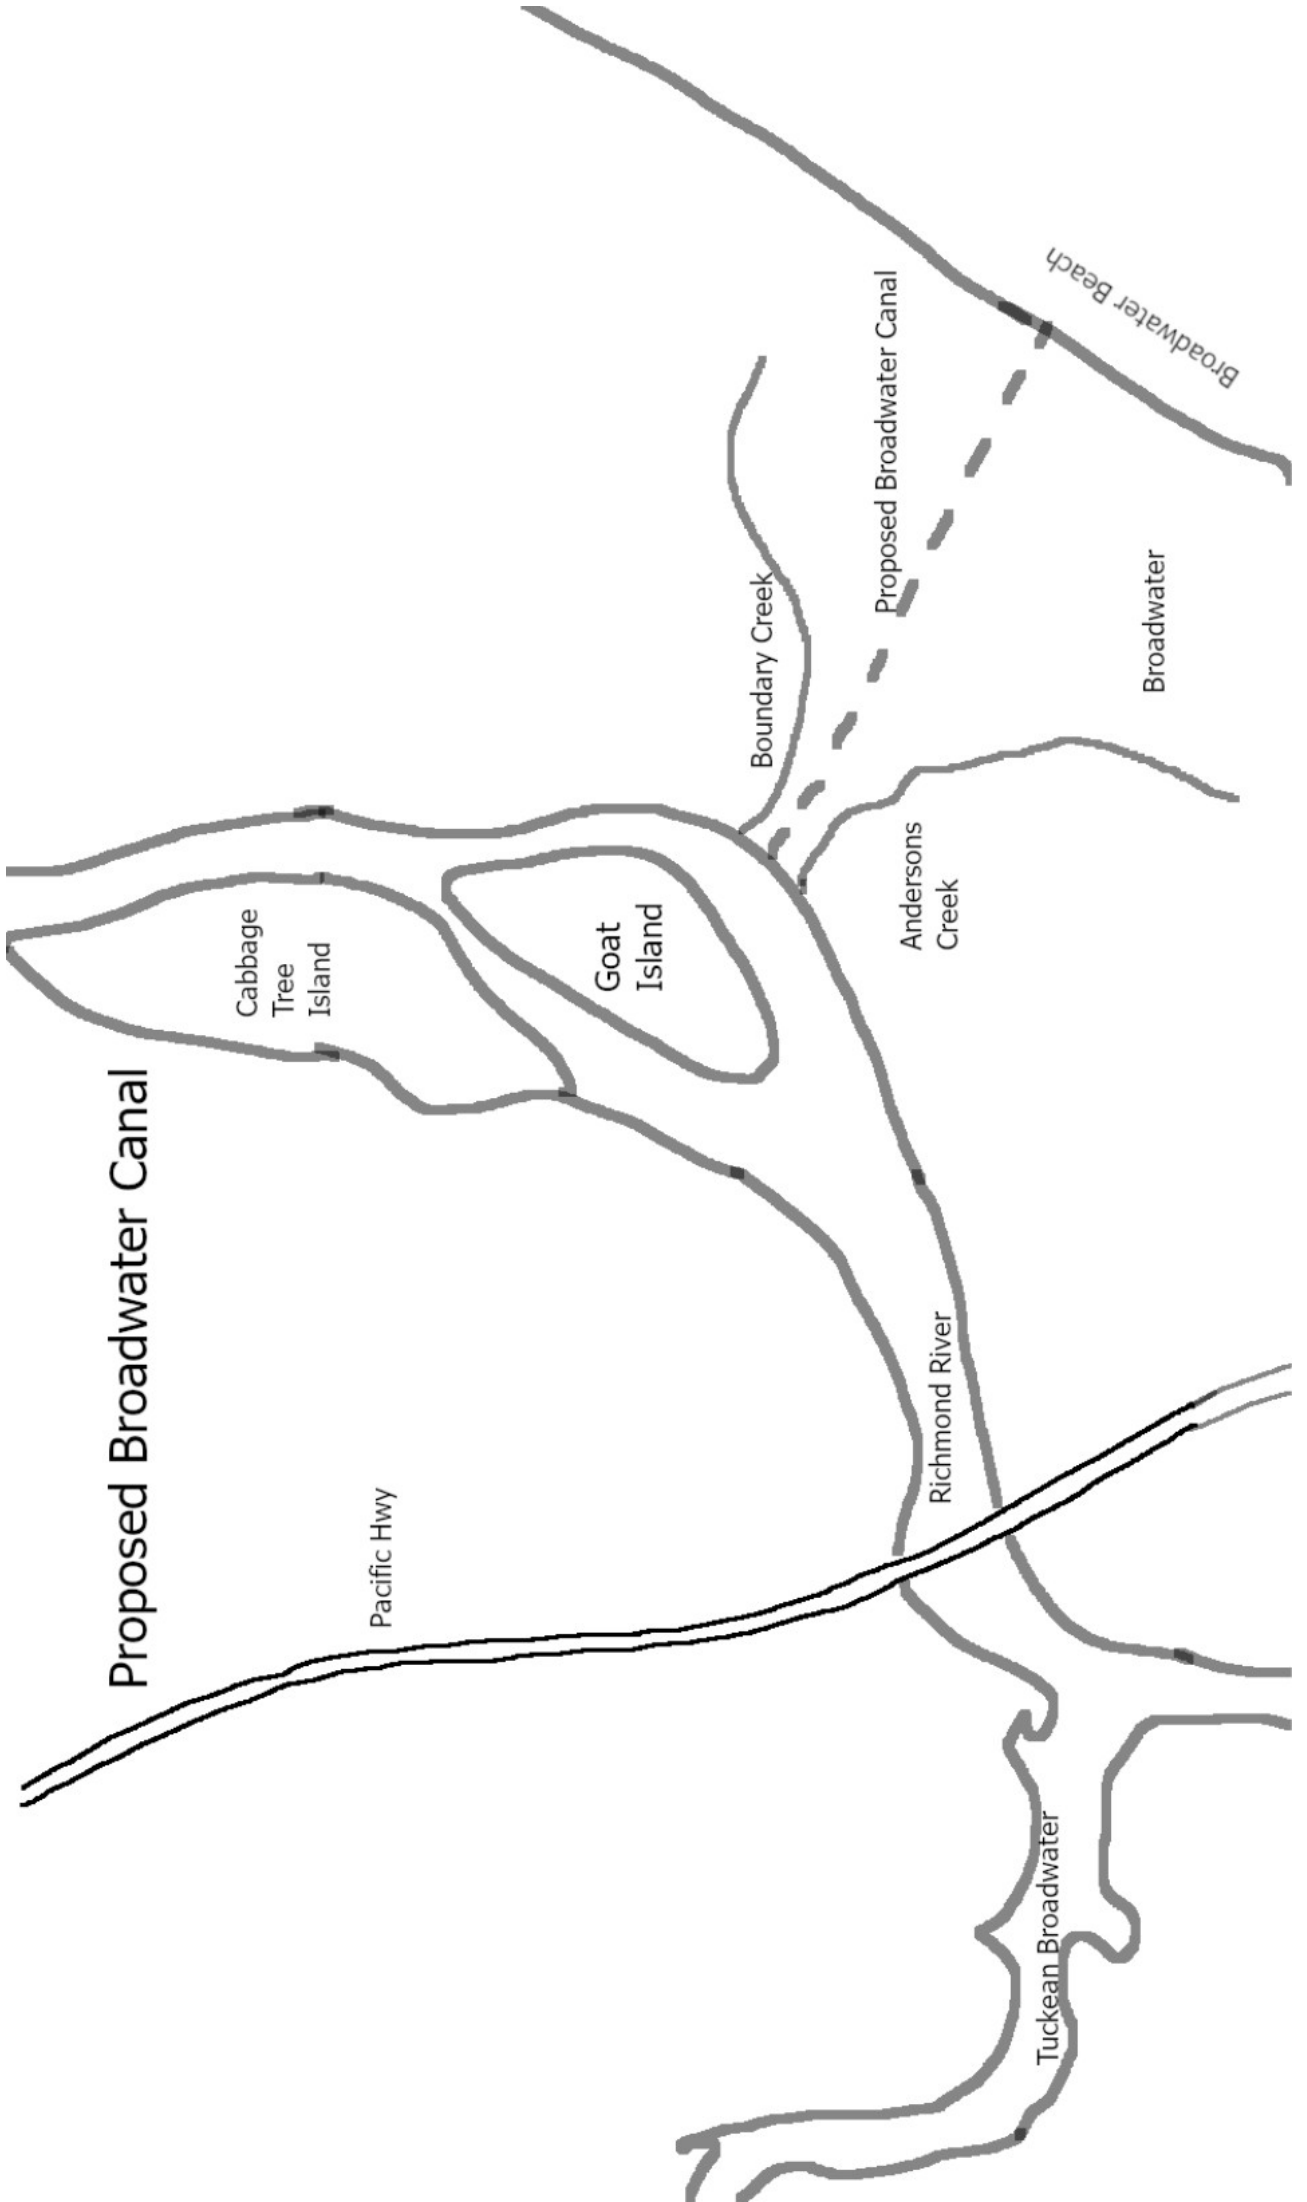 Proposed Broadwater Canal
Cabbage
Tree
Island
Pacific Hwy
Goat
Island
Boundary Creek
Proposed Broadwater Canal
Andersons
Creek
Richmond River
Broadwater Beach
Broadwater
Tuckean Broadwater